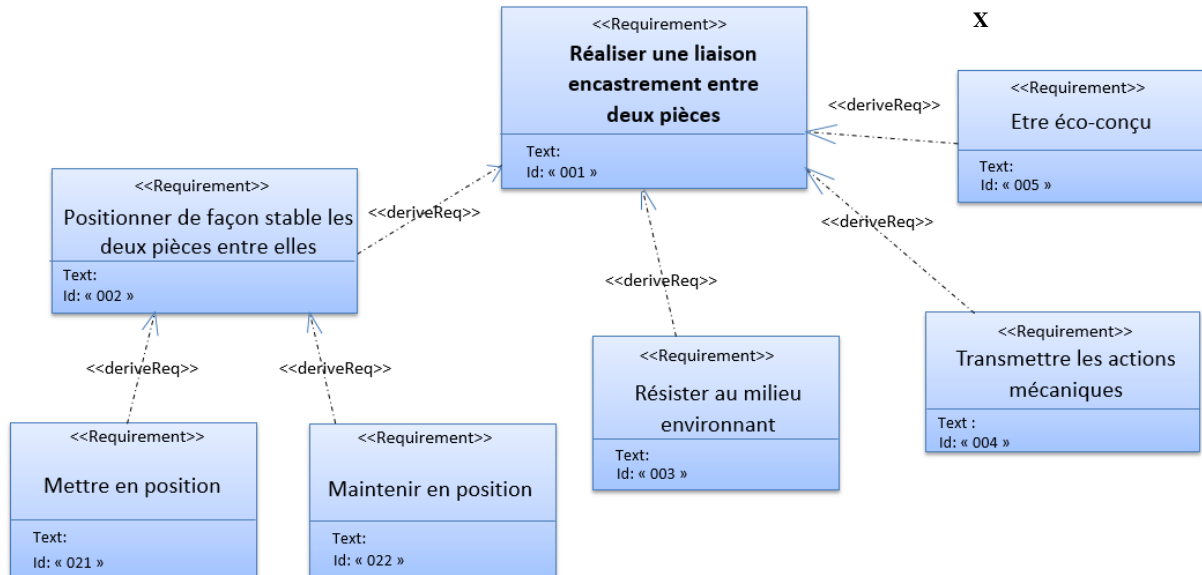 <<Requirement>>
Réaliser une liaison
encastrement entre
deux pièces
Text:
Id: « 001 »
x
<<Requirement>>
Etre éco-conçu
Text:
Id: « 005 »
<<deriveReq>>
<<Requirement>>
Positionner de façon stable les
deux pièces entre elles
Text:
Id: « 002 »
<<deriveReq>>
<<deriveReq>>
<<deriveReq>>
<<Requirement>>
Transmettre les actions
mécaniques
Text :
Id: « 004 »
<<Requirement>>
Résister au milieu
environnant
Text:
Id: « 003 »
<<deriveReq>>
<<deriveReq>>
<<Requirement>>
Mettre en position
Text:
Id: « 021 »
<<Requirement>>
Maintenir en position
Text:
Id: « 022 »